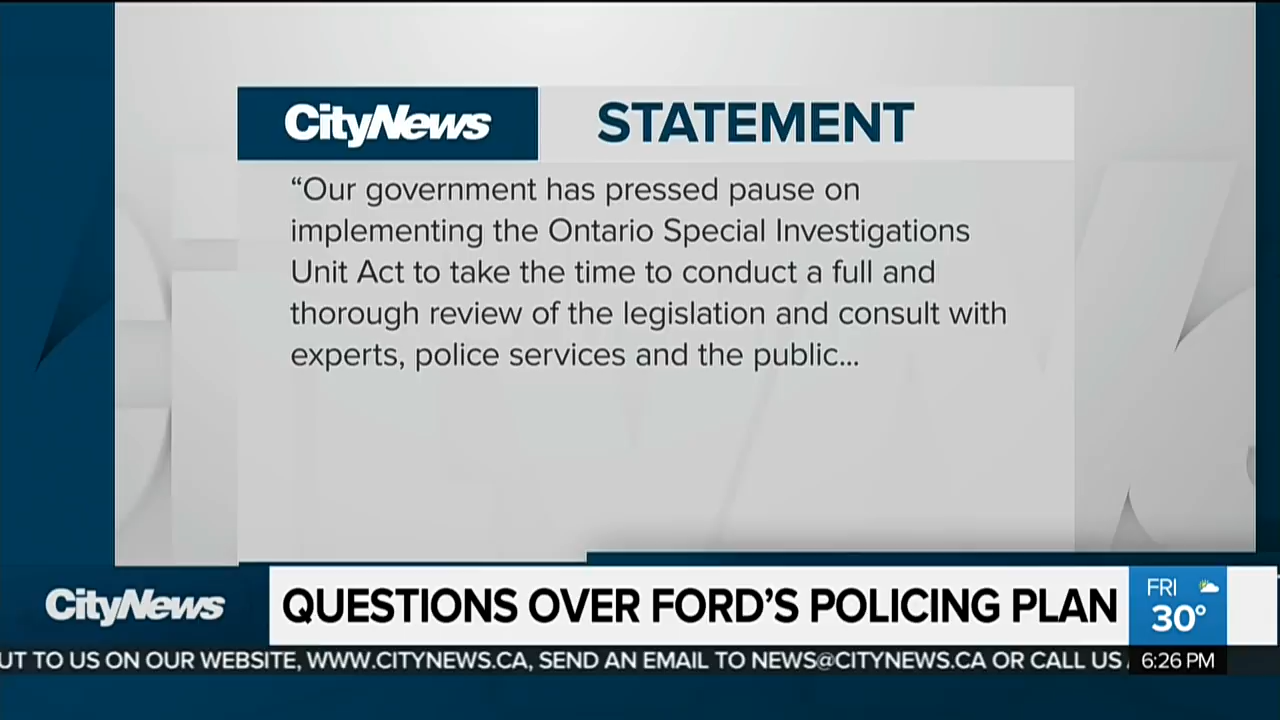 CityNews STATEMENT
“Our government has pressed pause on
implementing the Ontario Special Investigations
Unit Act to take the time to conduct a full and
thorough review of the legislation and consult with
experts, police services and the public...
CityNews QUESTIONS OVER FORD’S POLICING PLAN FRI
30°
UT TO US ON OUR WEBSITE, WWW.CITYNEWS.CA, SEND AN EMAIL TO NEWS@CITYNEWS.CA OR CALL US 6:26 PM